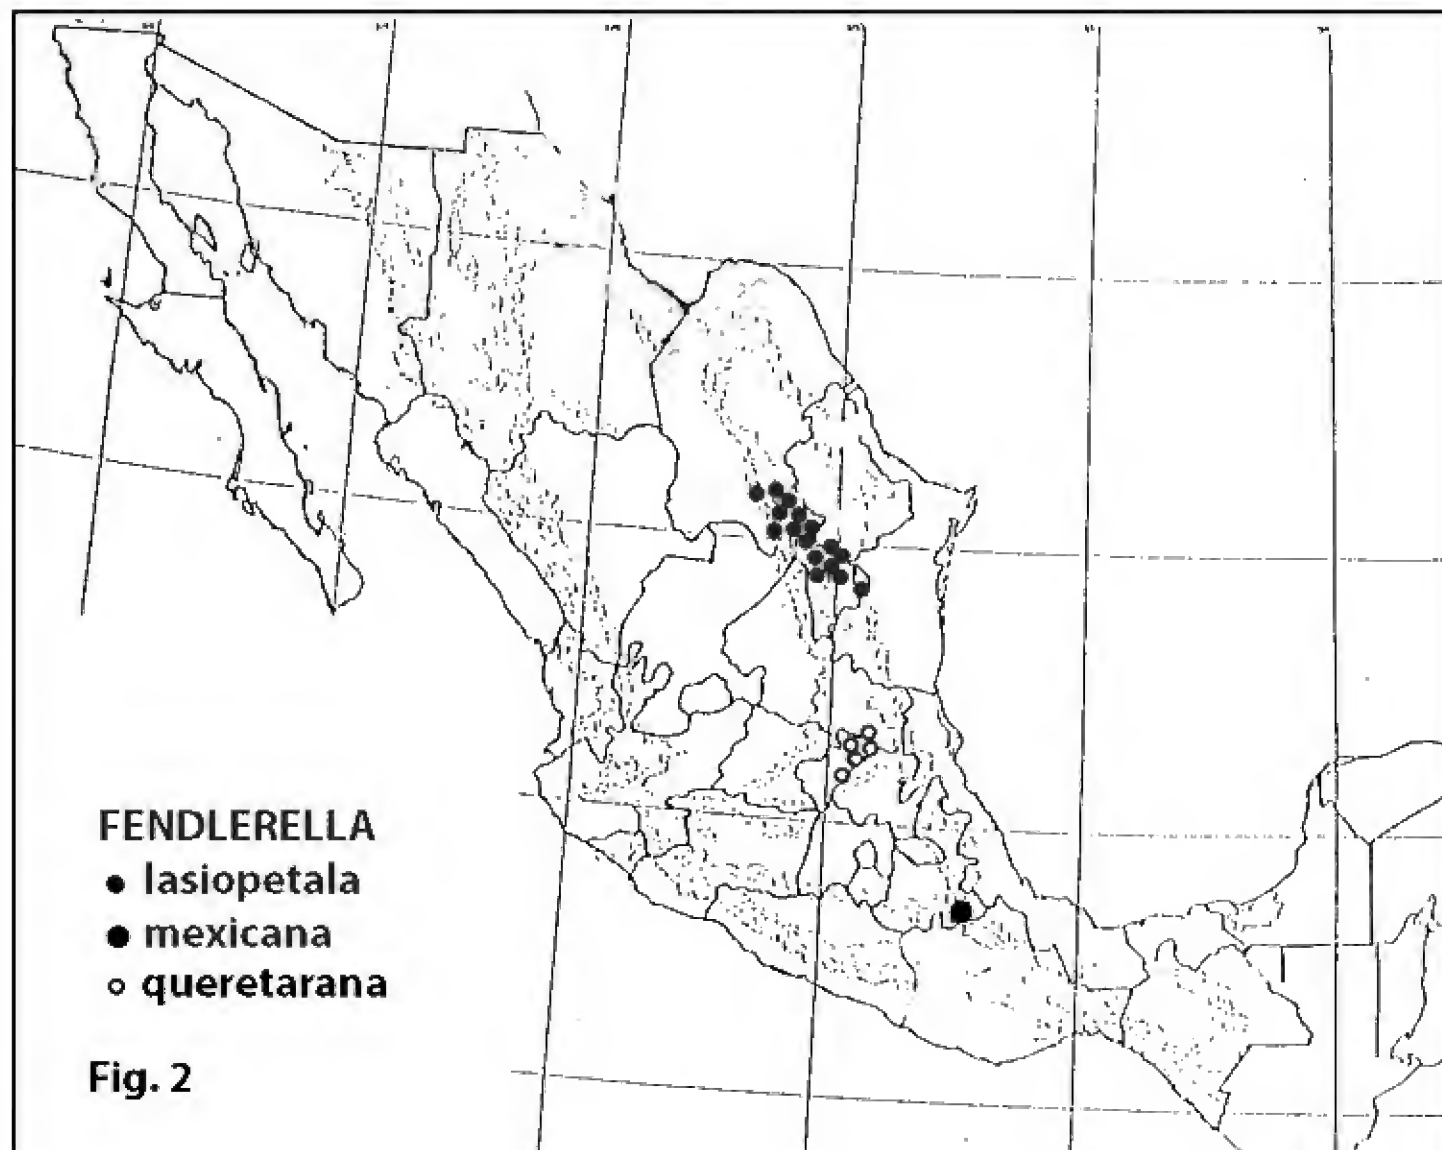 FENDLERELLA
● lasiopetala
● mexicana
○ queretarana
Fig. 2